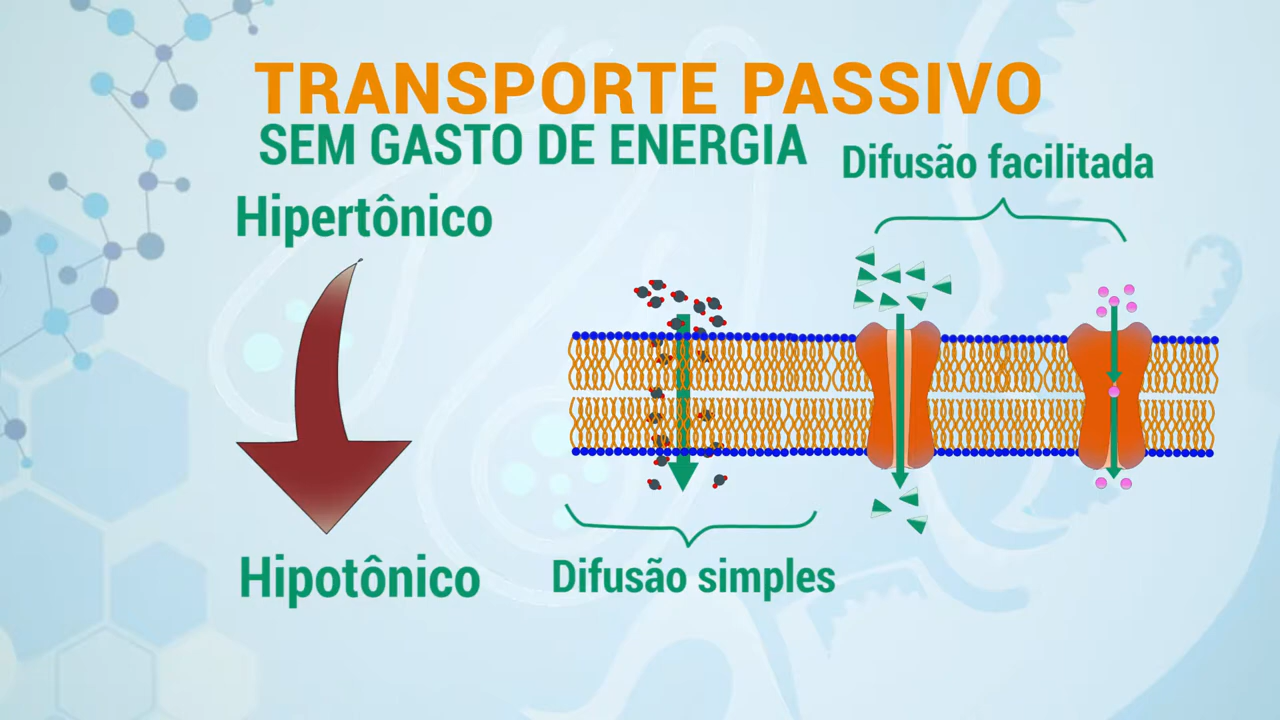 TRANSPORTE PASSIVO
SEM GASTO DE ENERGIA
Difusão facilitada
Hipertônico
Hipotônico
Difusão simples